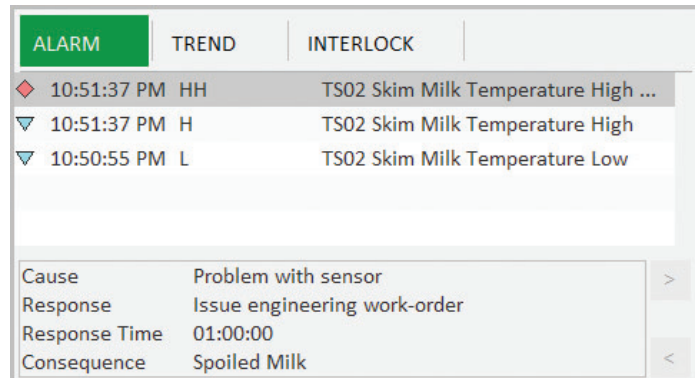 ALARM TREND INTERLOCK
10:51:37 PM HH TS02 Skim Milk Temperature High ...
10:51:37 PM H TS02 Skim Milk Temperature High
10:50:55 PM L TS02 Skim Milk Temperature Low
Cause Problem with sensor >
Response Issue engineering work-order
Response Time 01:00:00
Consequence Spoiled Milk <